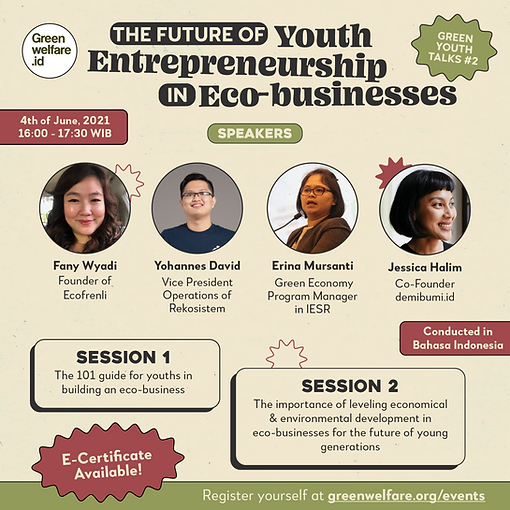 Green
welfare
.id
THE FUTURE OF Youth
Entrepreneurship
IN Eco-businesses
GREEN
YOUTH
TALKS #2
4th of June, 2021
16:00 - 17:30 WIB
SPEAKERS
Fany Wyadi
Founder of
Ecofrenli
Yohannes David
Vice President
Operations of
Rekosistem
Erina Mursanti
Green Economy
Program Manager
in IESR
Jessica Halim
Co-Founder
demibumi.id
Conducted in
Bahasa Indonesia
SESSION 1
The 101 guide for youths in
building an eco-business
SESSION 2
The importance of leveling economical
& environmental development in
eco-businesses for the future of young
generations
E-Certificate
Available!
Register yourself at greenwelfare.org/events